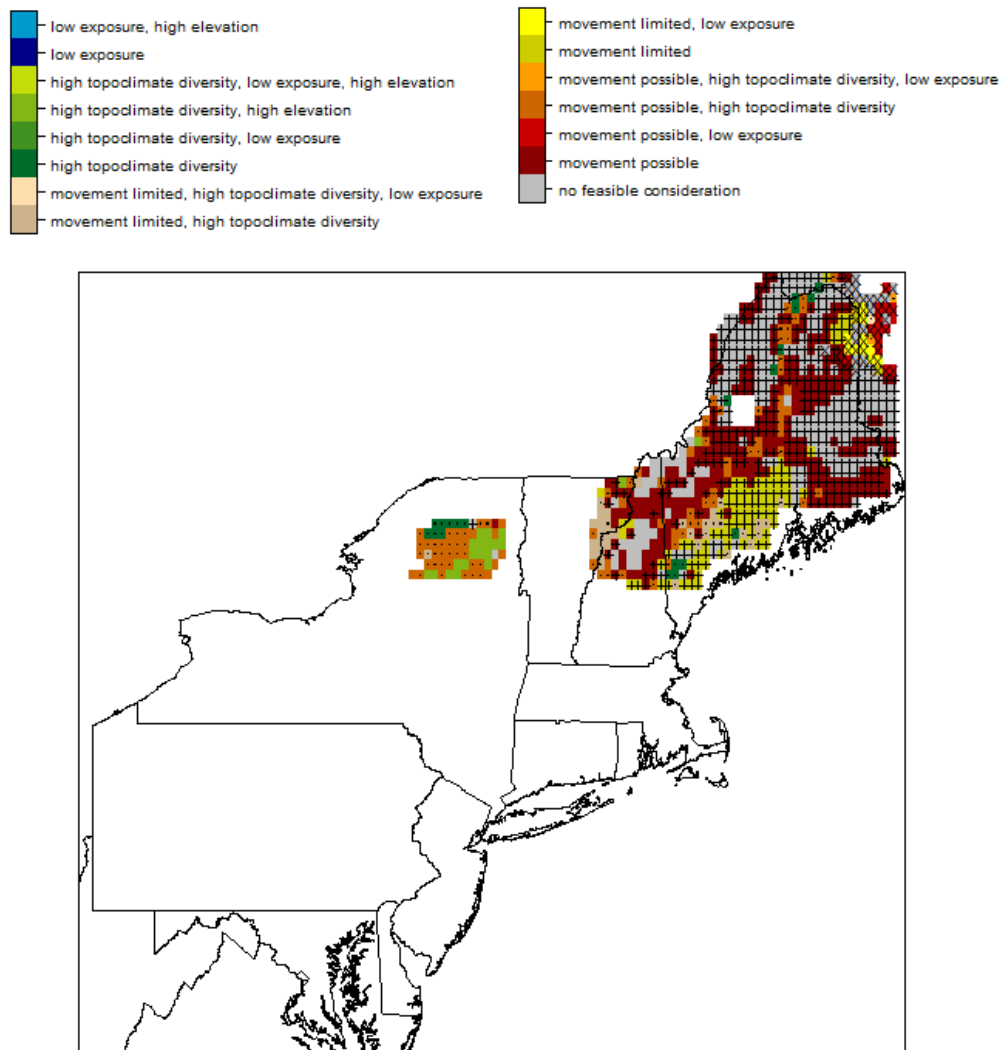 low exposure, high elevation
low exposure
high topoclimate diversity, low exposure, high elevation
high topoclimate diversity, high elevation
high topoclimate diversity, low exposure
high topoclimate diversity
movement limited, high topoclimate diversity, low exposure
movement limited, high topoclimate diversity
movement limited, low exposure
movement limited
movement possible, high topoclimate diversity, low exposure
movement possible, high topoclimate diversity
movement possible, low exposure
movement possible
no feasible consideration